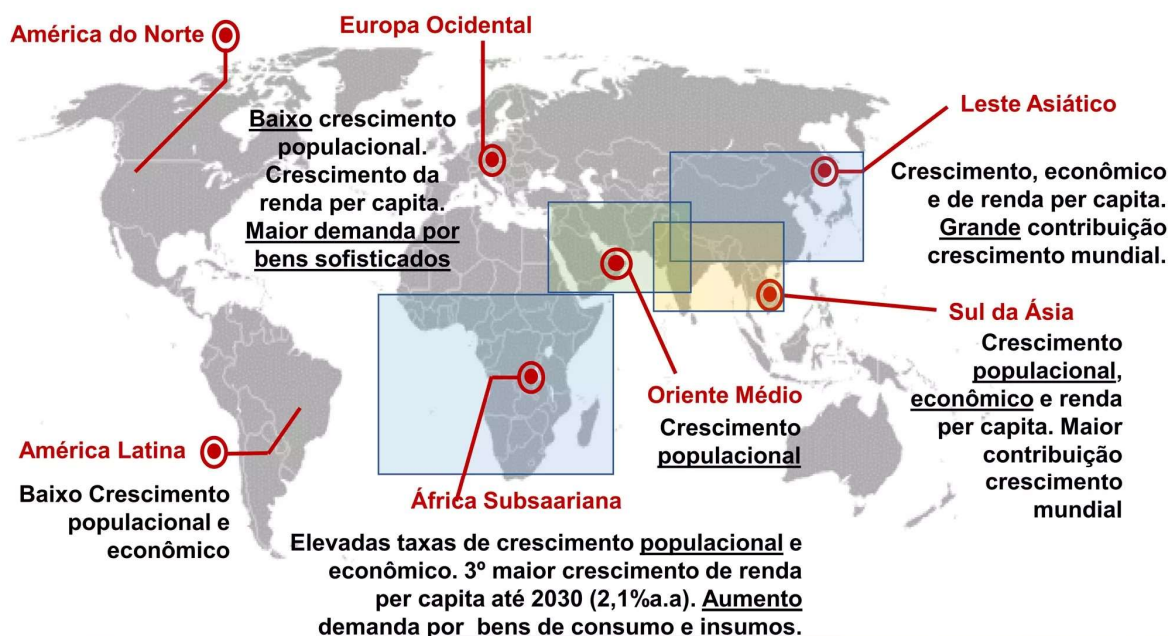 América do Norte
Europa Ocidental
Baixo crescimento
populacional.
Crescimento da
renda per capita.
Maior demanda por
bens sofisticados
Leste Asiático
Crescimento, econômico
e de renda per capita.
Grande contribuição
crescimento mundial.
Sul da Ásia
Crescimento
populacional,
econômico e renda
per capita. Maior
contribuição
crescimento
mundial
Oriente Médio
Crescimento
populacional
América Latina
Baixo Crescimento
populacional e
econômico
África Subsaariana
Elevadas taxas de crescimento populacional e
econômico. 3º maior crescimento de renda
per capita até 2030 (2,1%a.a). Aumento
demanda por bens de consumo e insumos.